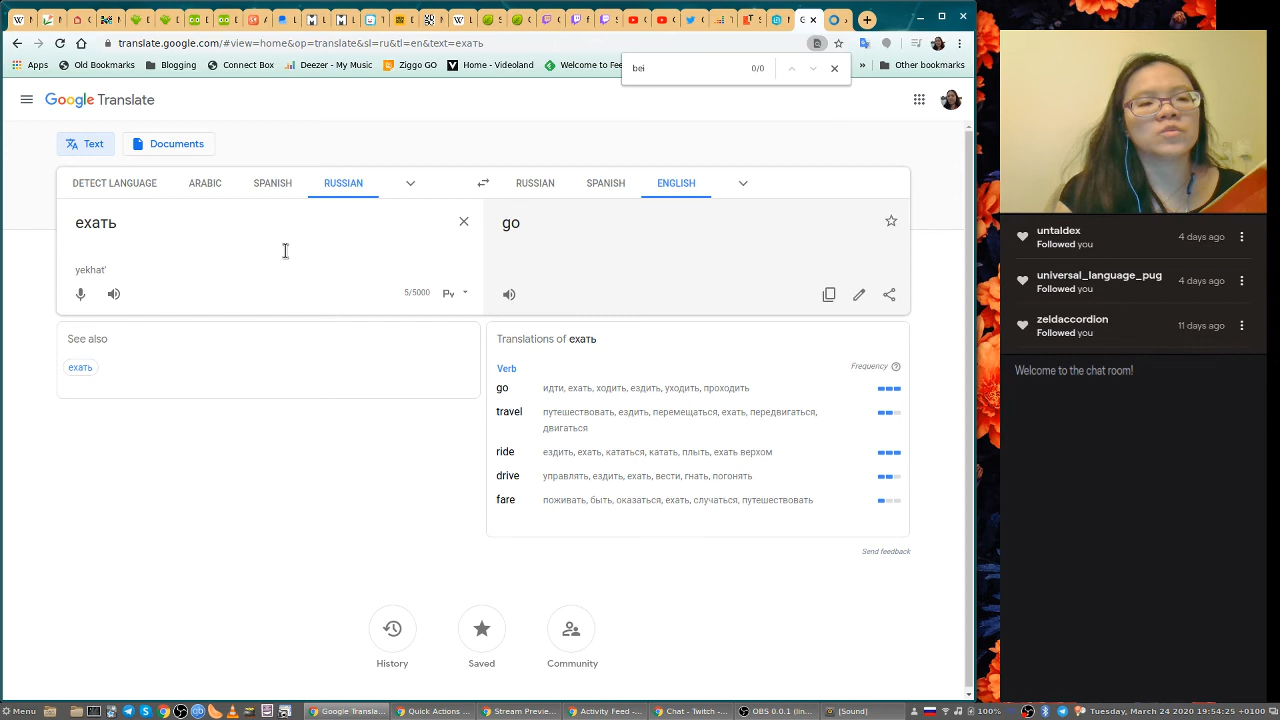 translate.google.com/#view=home&op=translate&sl=ru&tl=en&text=ехать
Apps
Old Bookmarks
Blogging
Connect Box
Deezer - My Music
Ziggo GO
Home - Videoland
Welcome to Fee
»
Other bookmarks
bei
0/0
Google Translate
Text
Documents
DETECT LANGUAGE
ARABIC
SPANISH
RUSSIAN
RUSSIAN
SPANISH
ENGLISH
ехать
go
yekhat'
5/5000
See also
ехать
Translations of ехать
Frequency
Verb
go
идти, ехать, ходить, ездить, уходить, проходить
travel
путешествовать, ездить, перемещаться, ехать, передвигаться,
двигаться
ride
ездить, ехать, кататься, катать, плыть, ехать верхом
drive
управлять, ездить, ехать, вести, гнать, погонять
fare
поживать, быть, оказаться, ехать, случаться, путешествовать
Send feedback
History
Saved
Community
untaldex
Followed you
4 days ago
universal_language_pug
Followed you
4 days ago
zeldaccordion
Followed you
11 days ago
Welcome to the chat room!
Menu
Google Transla...
Quick Actions ...
Stream Previe...
Activity Feed -...
Chat - Twitch -...
OBS 0.0.1 (lin...
[Sound]
100%
Tuesday, March 24 2020, 19:54:25 +0100